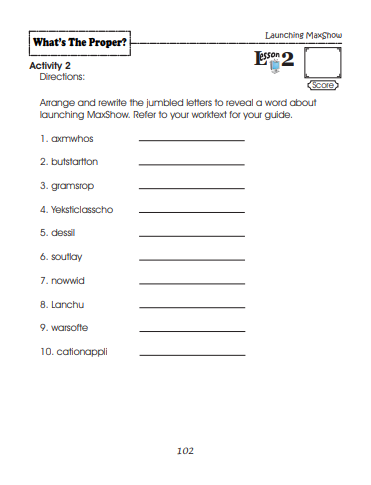 Launching MaxShow
What's The Proper?
Lesson 2
Activity 2
Score
Directions:
Arrange and rewrite the jumbled letters to reveal a word about
launching MaxShow. Refer to your worktext for your guide.
1. axmwhos
2. butstartton
3. gramsrop
4. Yeksticlasscho
5. dessil
6. soutlay
7. nowwid
8. Lanchu
9. warsofte
10. cationappli
102